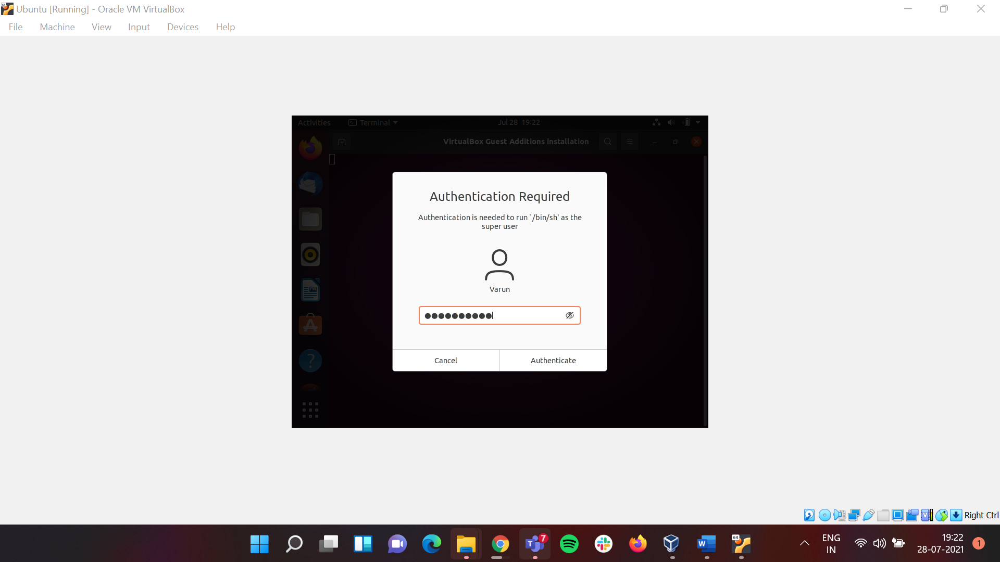 Ubuntu [Running] - Oracle VM VirtualBox
File Machine View Input Devices Help
Activities Terminal Jul 28 19:22
VirtualBox Guest Additions installation
Authentication Required
Authentication is needed to run `/bin/sh' as the
super user
Varun
Cancel Authenticate
Right Ctrl
64
T 7
W
64
ENG
IN
19:22
28-07-2021
1